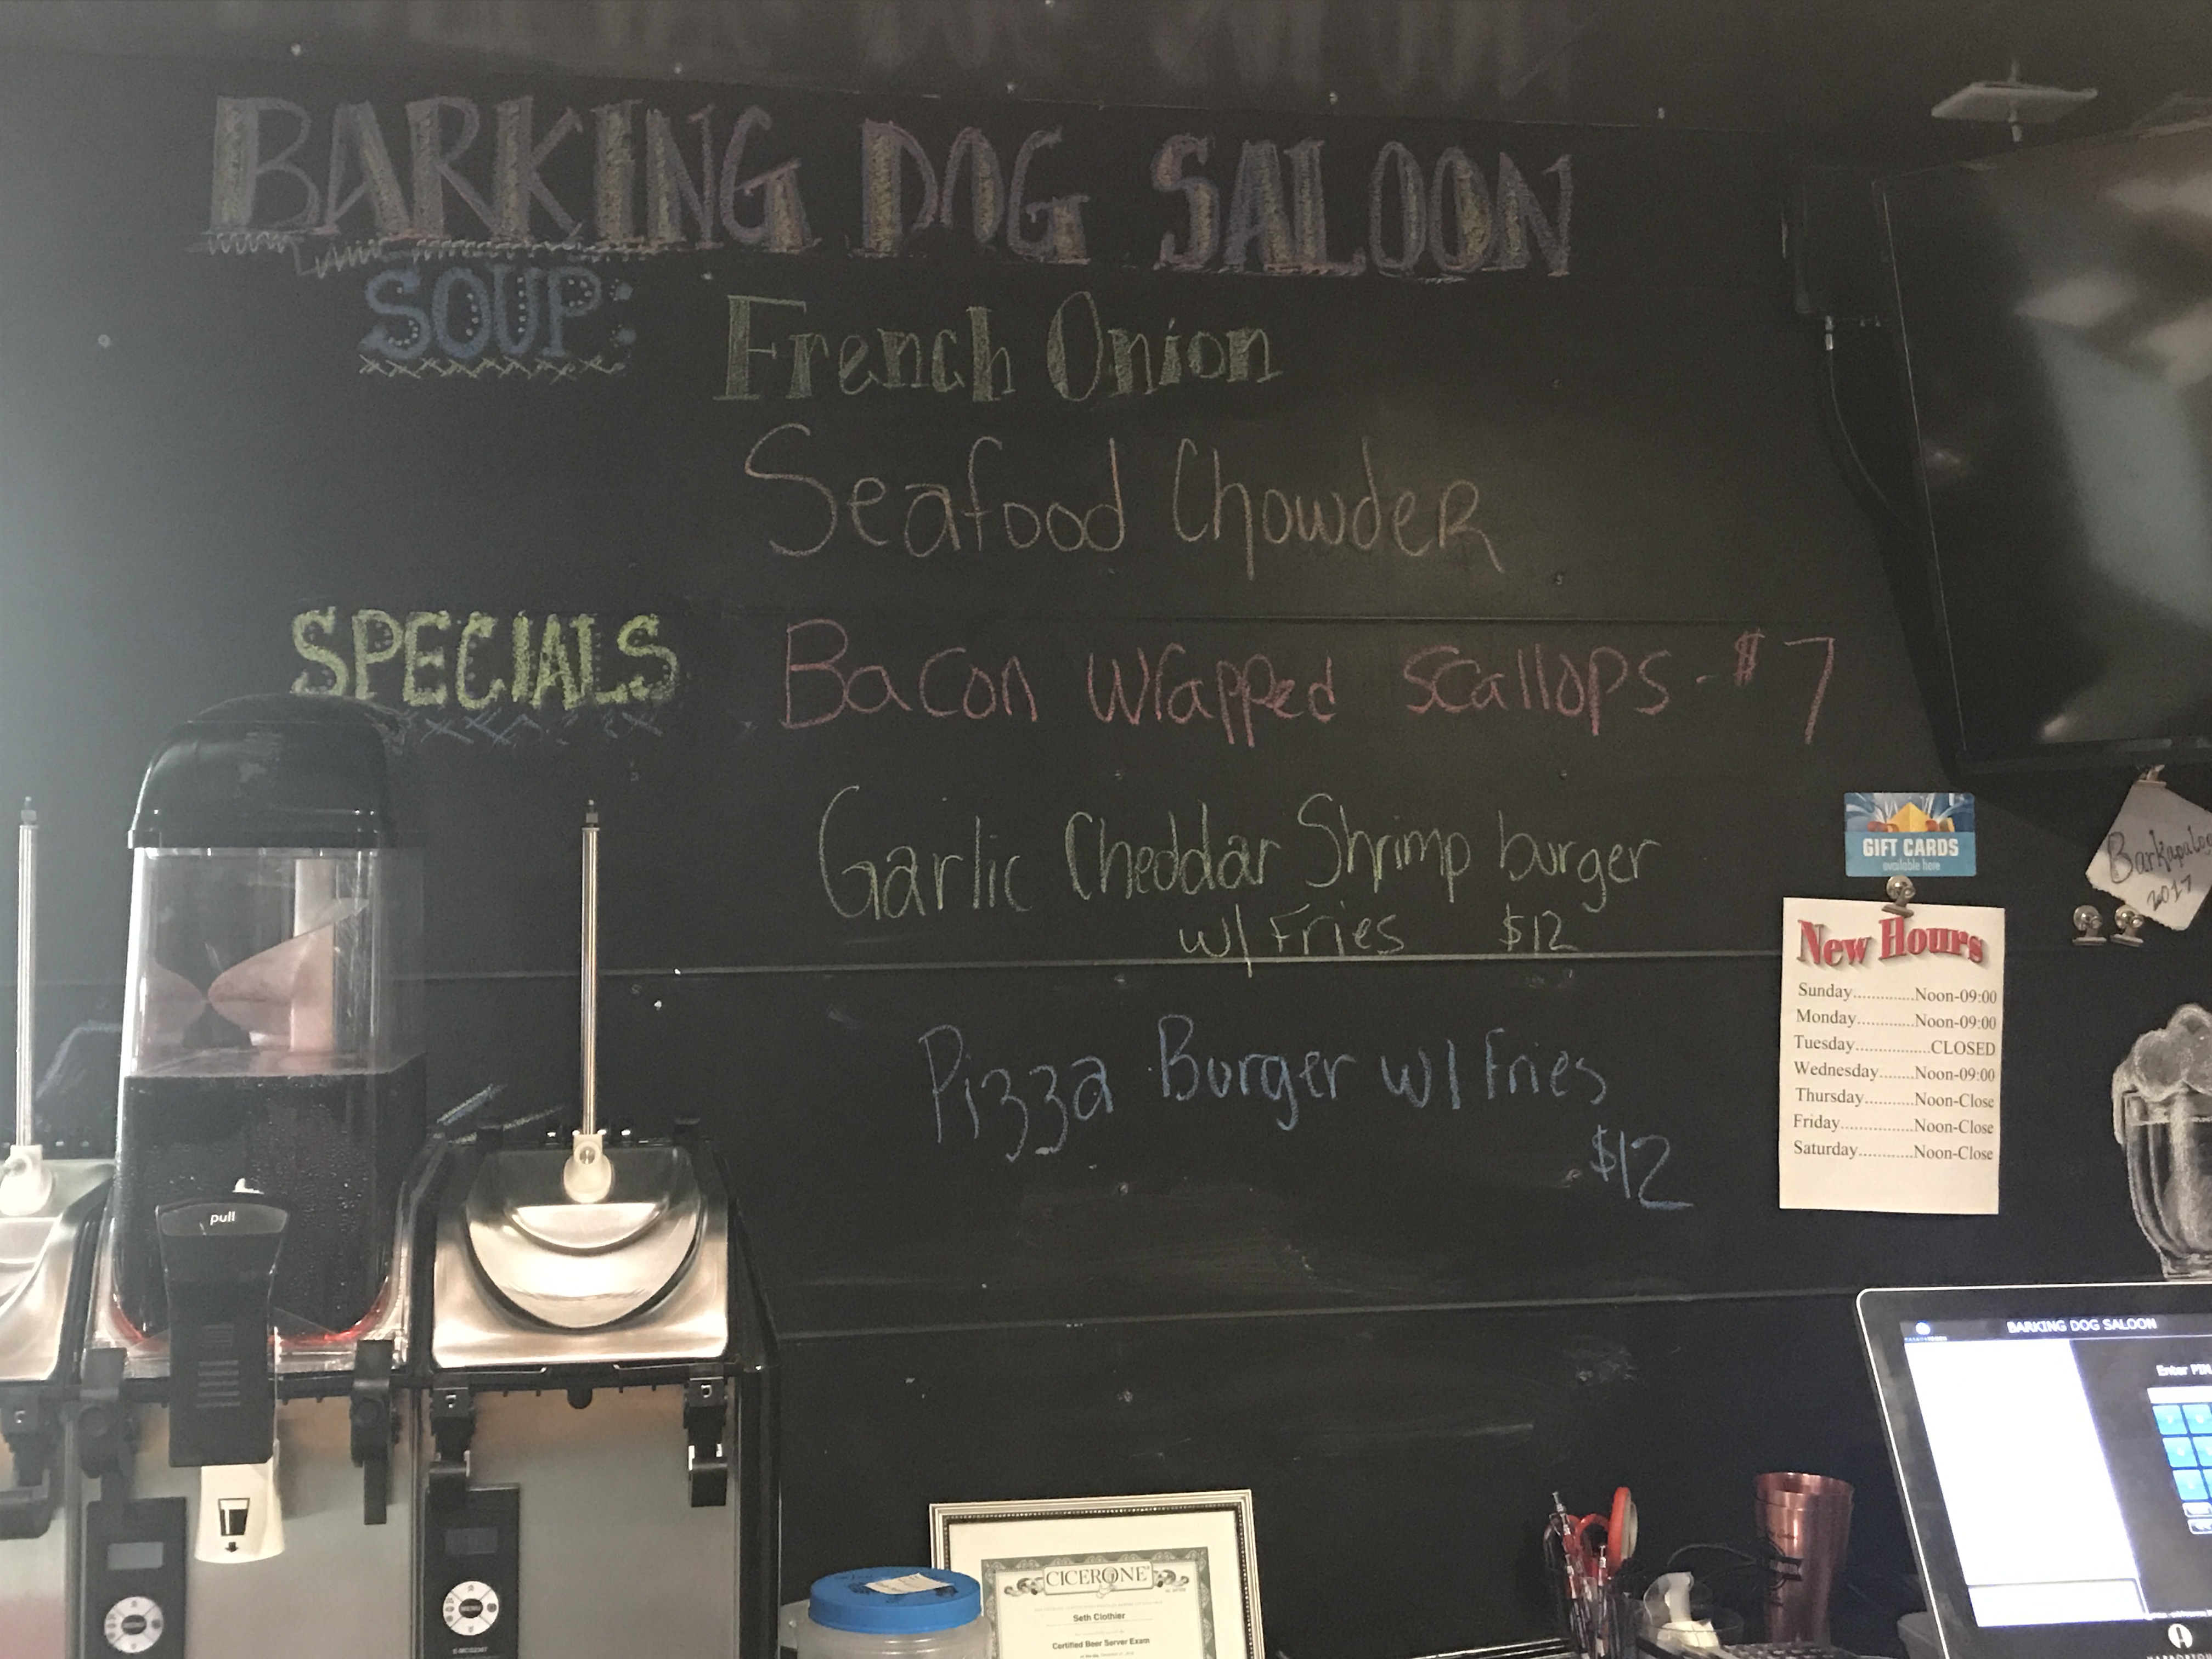 BARKING DOG SALOON
SOUP:
French Onion
Seafood Chowder
SPECIALS
Bacon Wrapped Scallops - $7
Garlic Cheddar Shrimp burger
w/ Fries $12
Pizza Burger w/ Fries
$12
GIFT CARDS
available here
Barkapaloo
2017
New Hours
Sunday..............Noon-09:00
Monday............Noon-09:00
Tuesday.................CLOSED
Wednesday........Noon-09:00
Thursday...........Noon-Close
Friday................Noon-Close
Saturday............Noon-Close
pull
MENU
MENU
CICERONE
Seth Clothier
Certified Beer Server Exam
BARKING DOG SALOON
Enter PIN